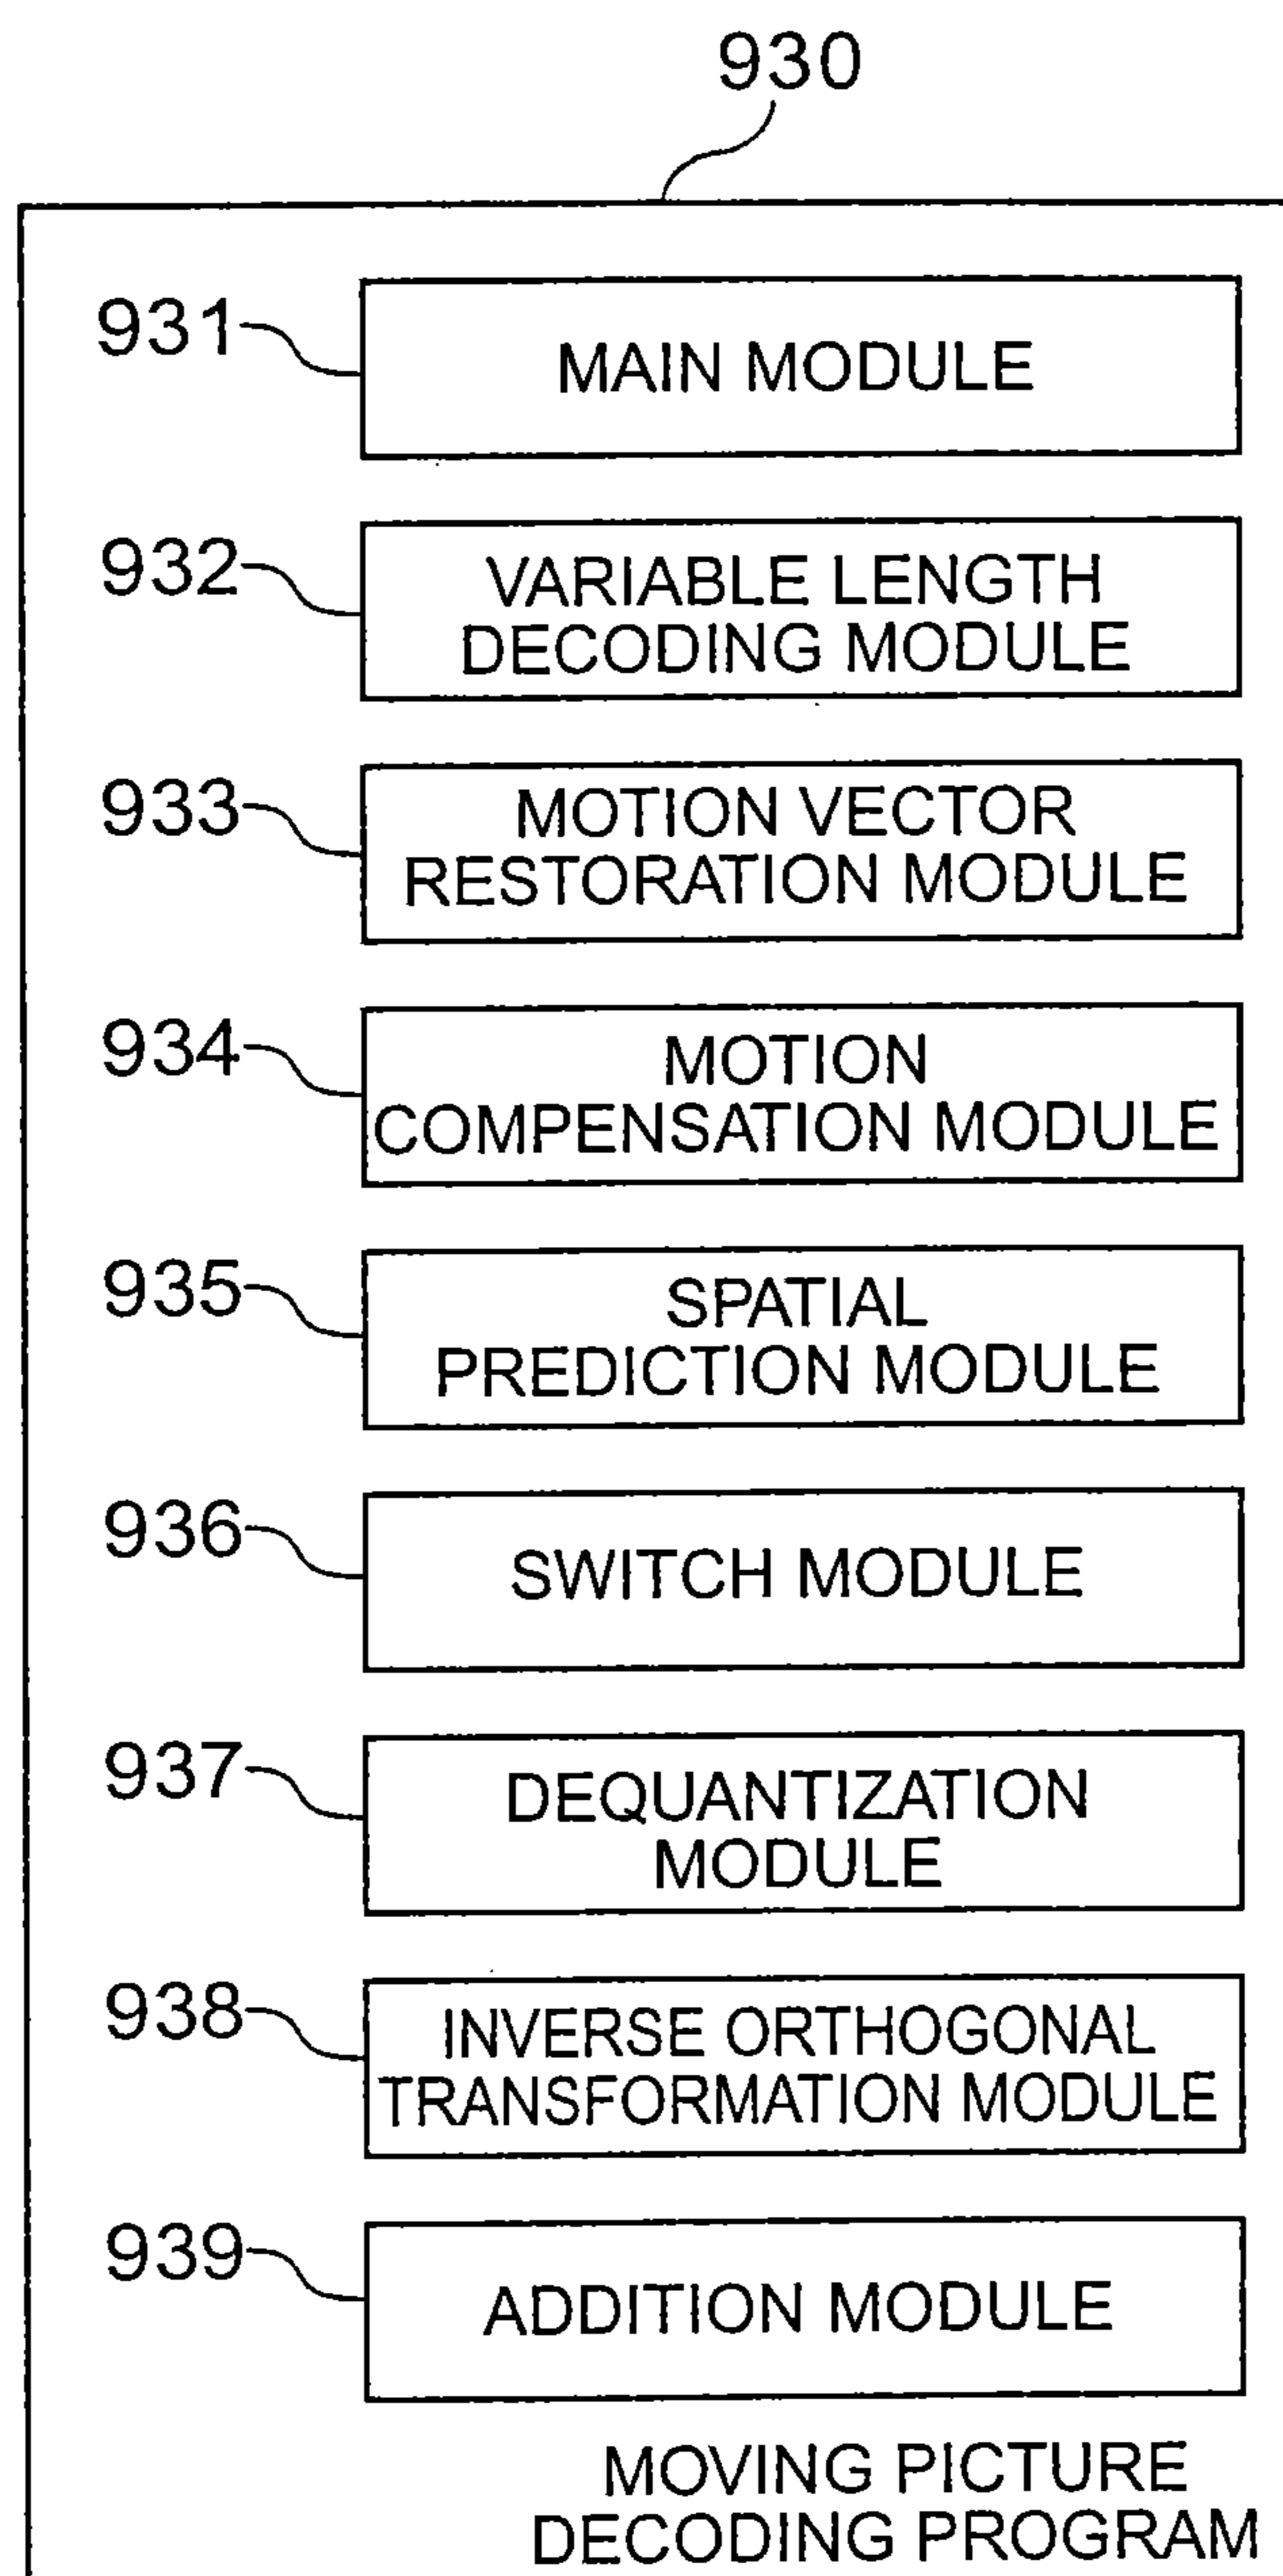 930
931
MAIN MODULE
932
VARIABLE LENGTH
DECODING MODULE
933
MOTION VECTOR
RESTORATION MODULE
934
MOTION
COMPENSATION MODULE
935
SPATIAL
PREDICTION MODULE
936
SWITCH MODULE
937
DEQUANTIZATION
MODULE
938
INVERSE ORTHOGONAL
TRANSFORMATION MODULE
939
ADDITION MODULE
MOVING PICTURE
DECODING PROGRAM